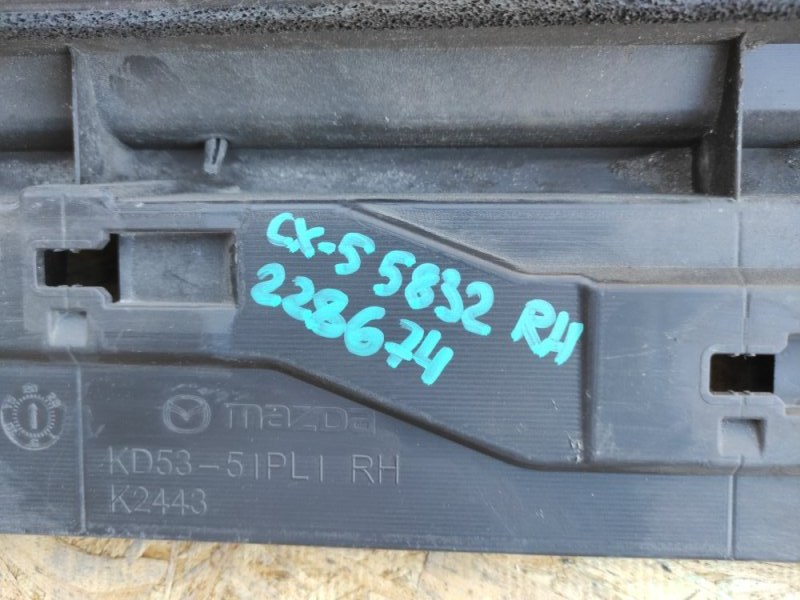 CX-5 5832 RH
228674
mazda
KD53-51PL1 RH
K2443